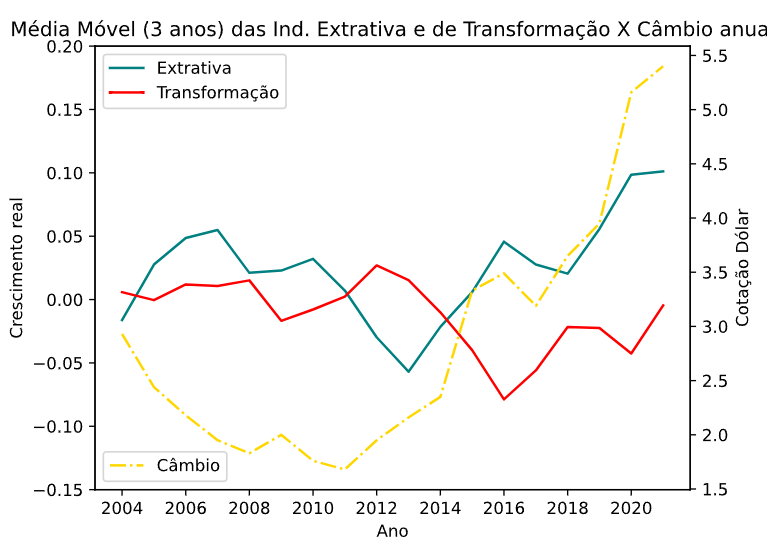 Média Móvel (3 anos) das Ind. Extrativa e de Transformação X Câmbio anua
Extrativa
Transformação
Câmbio
Crescimento real
0.20
0.15
0.10
0.05
0.00
−0.05
−0.10
−0.15
5.5
5.0
4.5
4.0
3.5
3.0
2.5
2.0
1.5
Cotação Dólar
2004 2006 2008 2010 2012 2014 2016 2018 2020
Ano